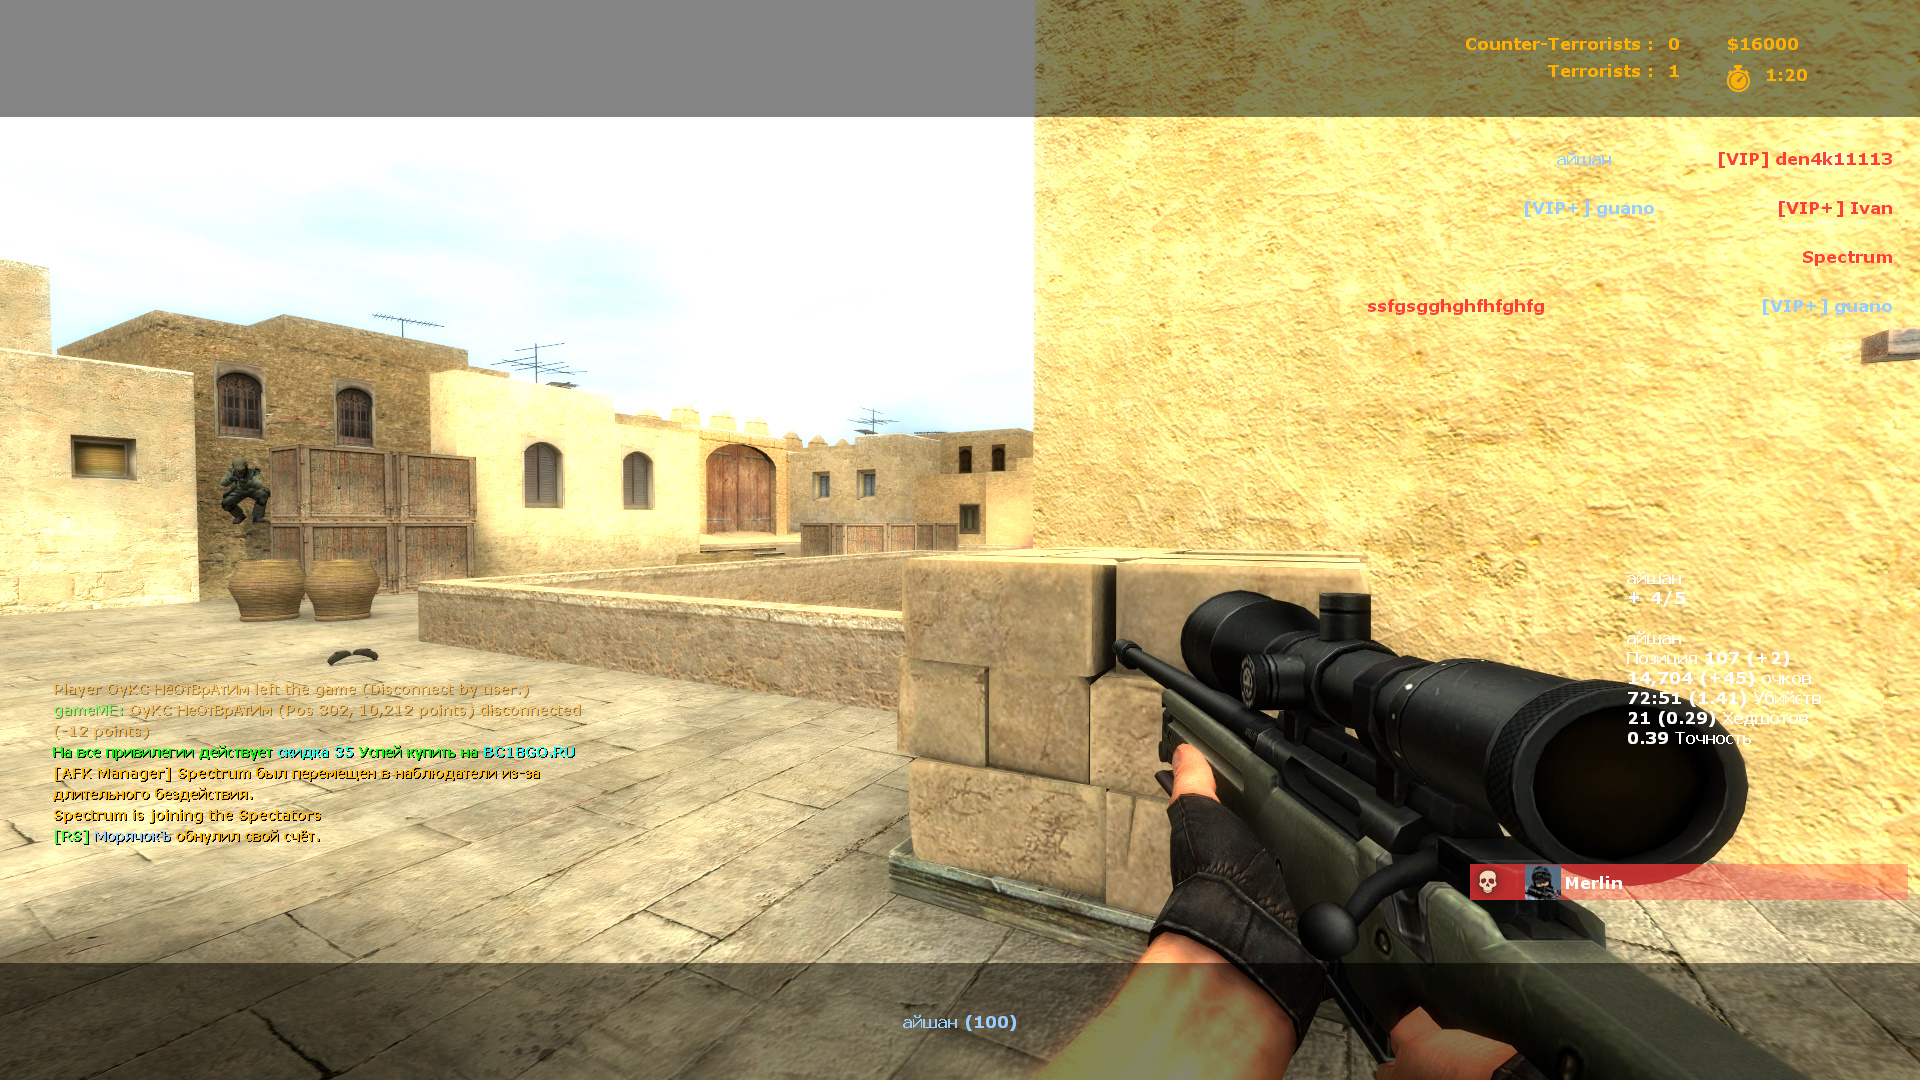 Counter-Terrorists : 0 $16000
Terrorists : 1 1:20
айшан [VIP] den4k11113
[VIP+] guano [VIP+] Ivan
Spectrum
ssfgsgghghfhfghfg [VIP+] guano
айшан
+ 4/5
айшан
Позиция 107 (+2)
14,704 (+45) очков
72:51 (1.41) Убийств
21 (0.29) Хедшотов
0.39 Точность
Player ОуКС НеОтВрАтИм left the game (Disconnect by user.)
gameME: ОуКС НеОтВрАтИм (Pos 302, 10,212 points) disconnected
(-12 points)
На все привилегии действует скидка 35 Успей купить на BC1BGO.RU
[AFK Manager] Spectrum был перемещен в наблюдатели из-за
длительного бездействия.
Spectrum is joining the Spectators
[RS] МорячокЪ обнулил свой счёт.
Merlin
айшан (100)